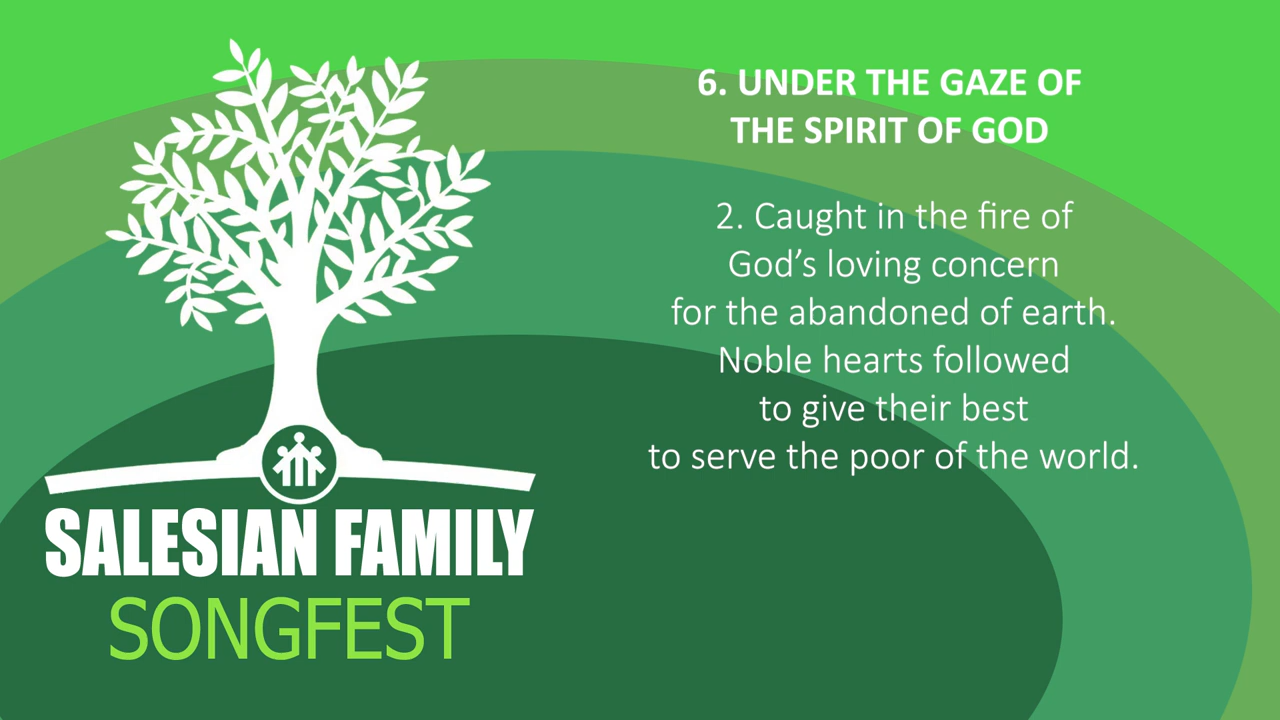 6. UNDER THE GAZE OF
THE SPIRIT OF GOD
2. Caught in the fire of
God’s loving concern
for the abandoned of earth.
Noble hearts followed
to give their best
to serve the poor of the world.
SALESIAN FAMILY
SONGFEST